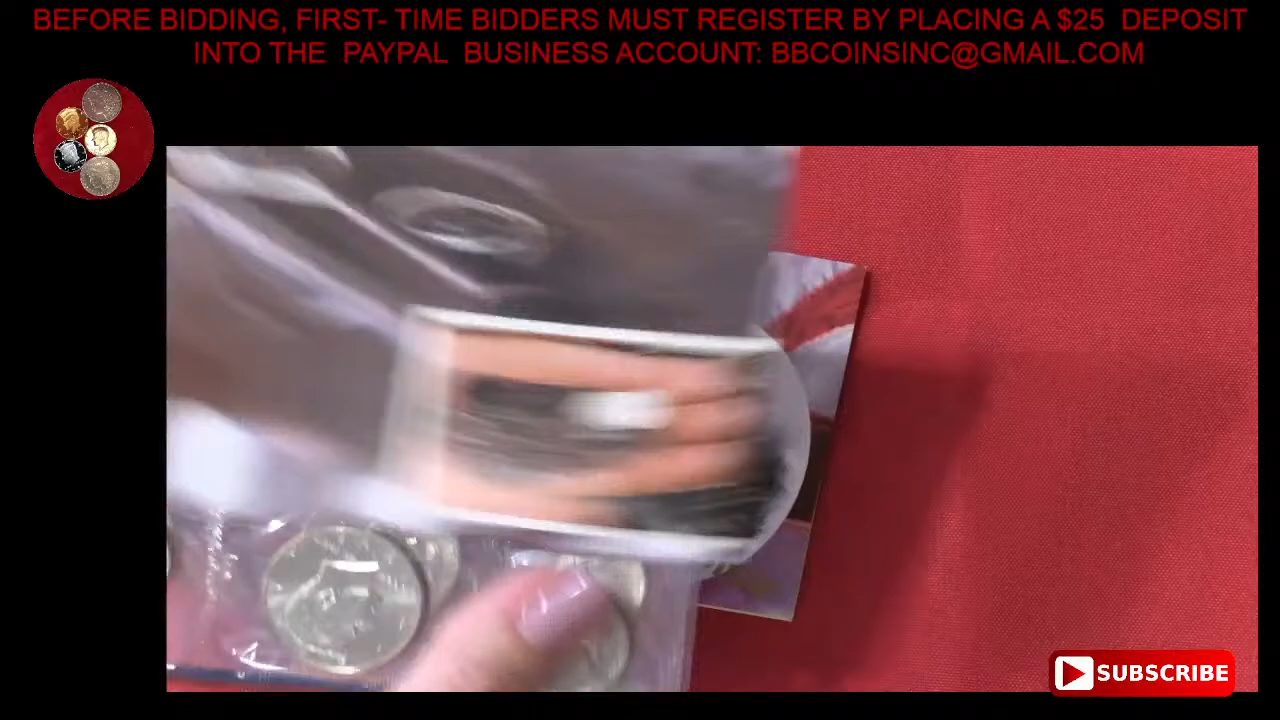 BEFORE BIDDING, FIRST- TIME BIDDERS MUST REGISTER BY PLACING A $25 DEPOSIT
INTO THE PAYPAL BUSINESS ACCOUNT: BBCOINSINC@GMAIL.COM
SUBSCRIBE